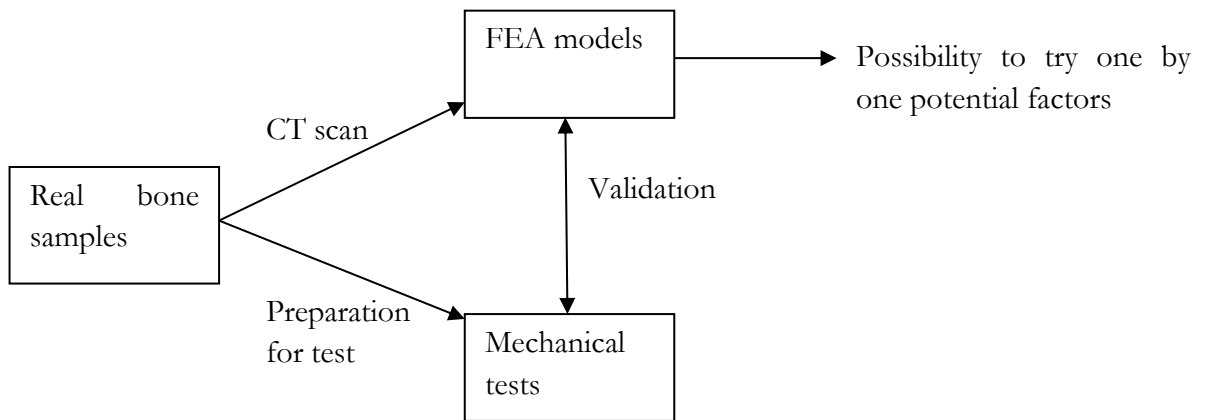 FEA models
Possibility to try one by
one potential factors
CT scan
Real bone
samples
Validation
Preparation
for test
Mechanical
tests